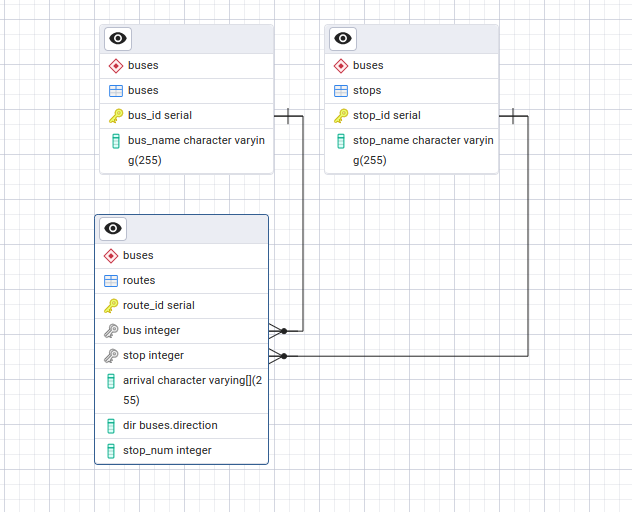 buses
buses
bus_id serial
bus_name character varyin
g(255)
buses
stops
stop_id serial
stop_name character varyin
g(255)
buses
routes
route_id serial
bus integer
stop integer
arrival character varying[](2
55)
dir buses.direction
stop_num integer